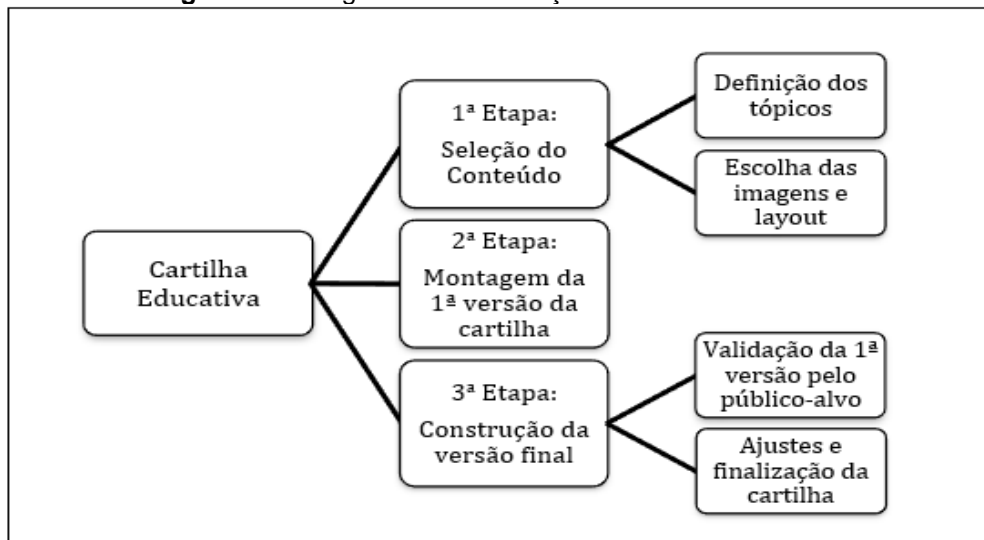 Cartilha
Educativa
1ª Etapa:
Seleção do
Conteúdo
Definição dos
tópicos
Escolha das
imagens e
layout
2ª Etapa:
Montagem da
1ª versão da
cartilha
3ª Etapa:
Construção da
versão final
Validação da 1ª
versão pelo
público-alvo
Ajustes e
finalização da
cartilha